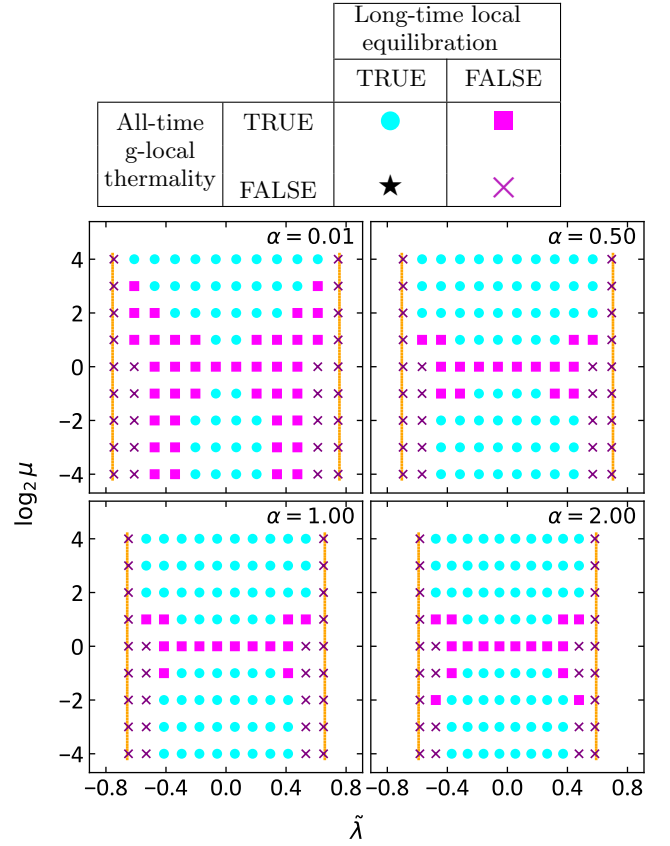 Long-time local
equilibration
TRUE FALSE
All-time
g-local
thermality
TRUE
FALSE
α = 0.01
α = 0.50
4
2
0
−2
−4
log₂ μ
α = 1.00
α = 2.00
4
2
0
−2
−4
−0.8 −0.4 0.0 0.4 0.8
−0.8 −0.4 0.0 0.4 0.8
λ̃